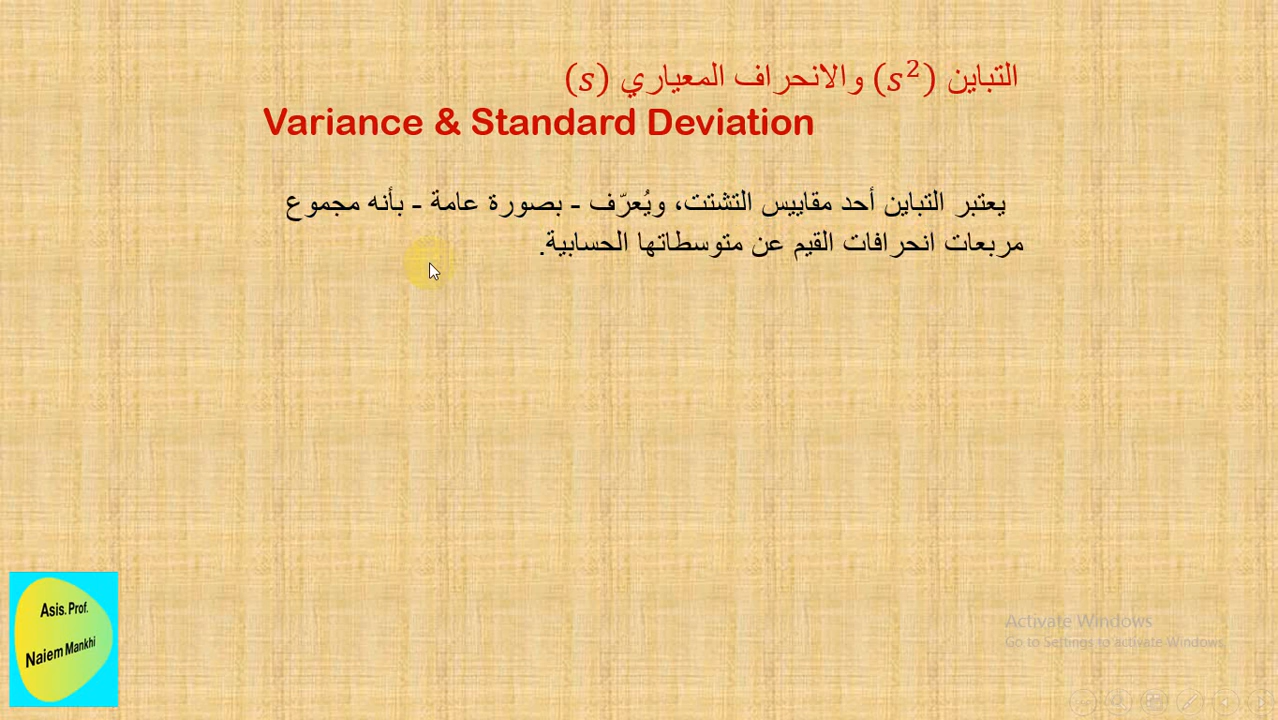 التباين (s²) والانحراف المعياري (s)
Variance & Standard Deviation
يعتبر التباين أحد مقاييس التشتت، ويُعرّف - بصورة عامة - بأنه مجموع
مربعات انحرافات القيم عن متوسطاتها الحسابية.
Asis. Prof.
Naiem Mankhi
Activate Windows
Go to Settings to activate Windows.